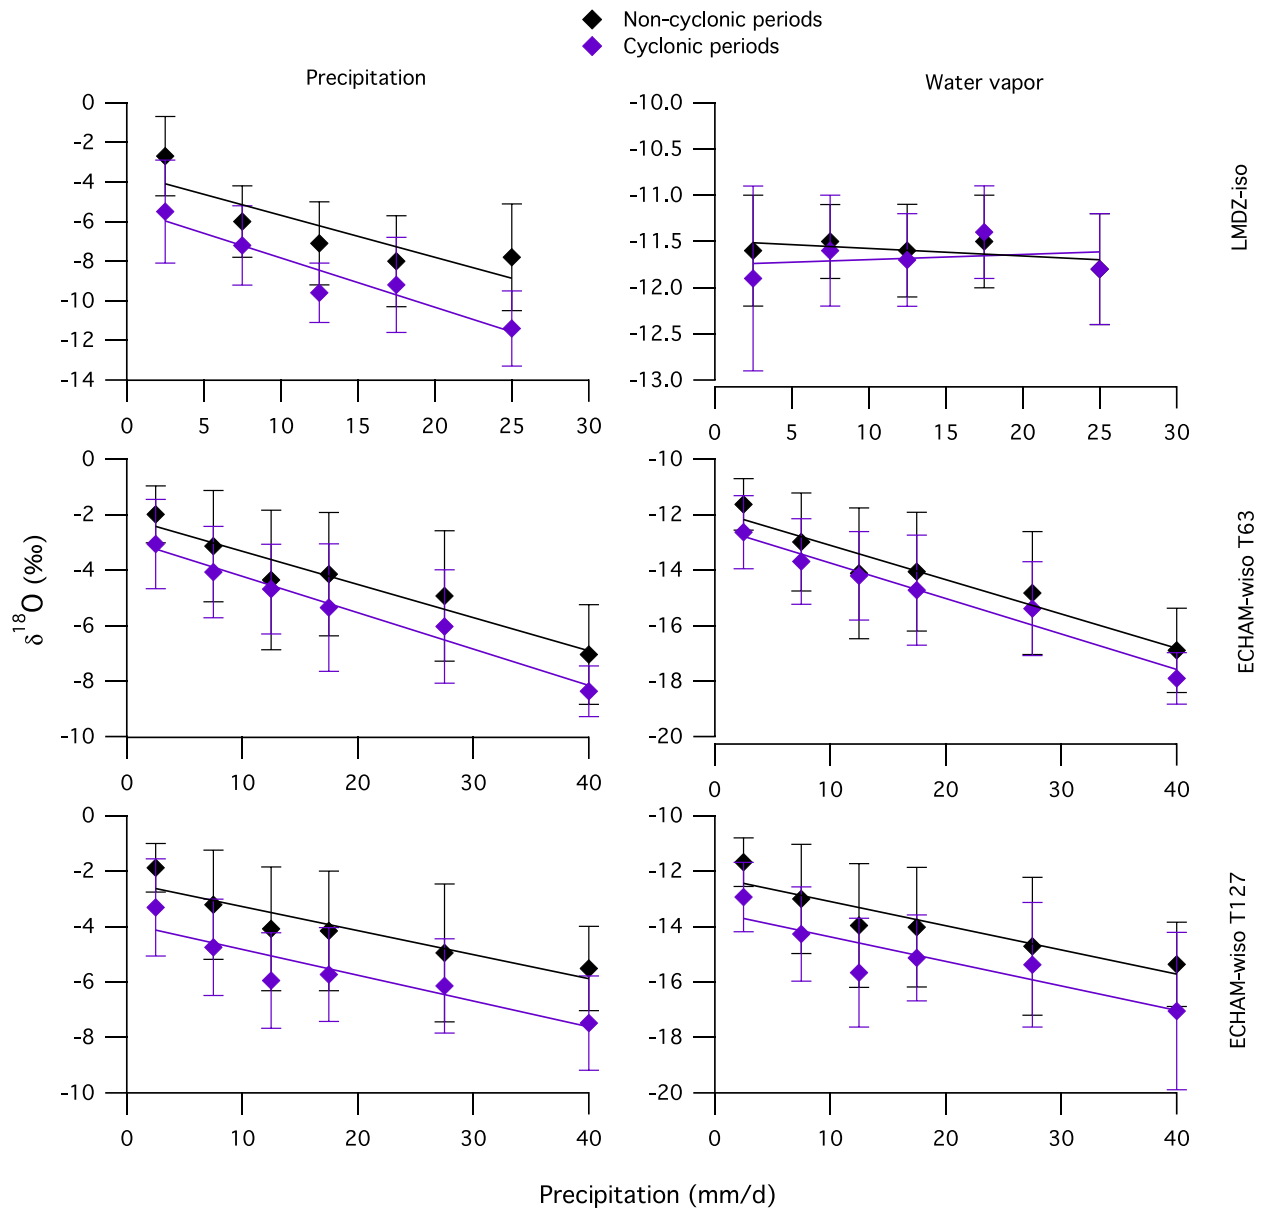 Non-cyclonic periods
Cyclonic periods
Precipitation
Water vapor
0
-2
-4
-6
-8
-10
-12
-14
0 5 10 15 20 25 30
-10.0
-10.5
-11.0
-11.5
-12.0
-12.5
-13.0
0 5 10 15 20 25 30
LMDZ-iso
0
-2
-4
-6
-8
-10
0 10 20 30 40
-10
-12
-14
-16
-18
-20
0 10 20 30 40
ECHAM-wiso T63
δ¹⁸O (‰)
0
-2
-4
-6
-8
-10
0 10 20 30 40
-10
-12
-14
-16
-18
-20
0 10 20 30 40
ECHAM-wiso T127
Precipitation (mm/d)